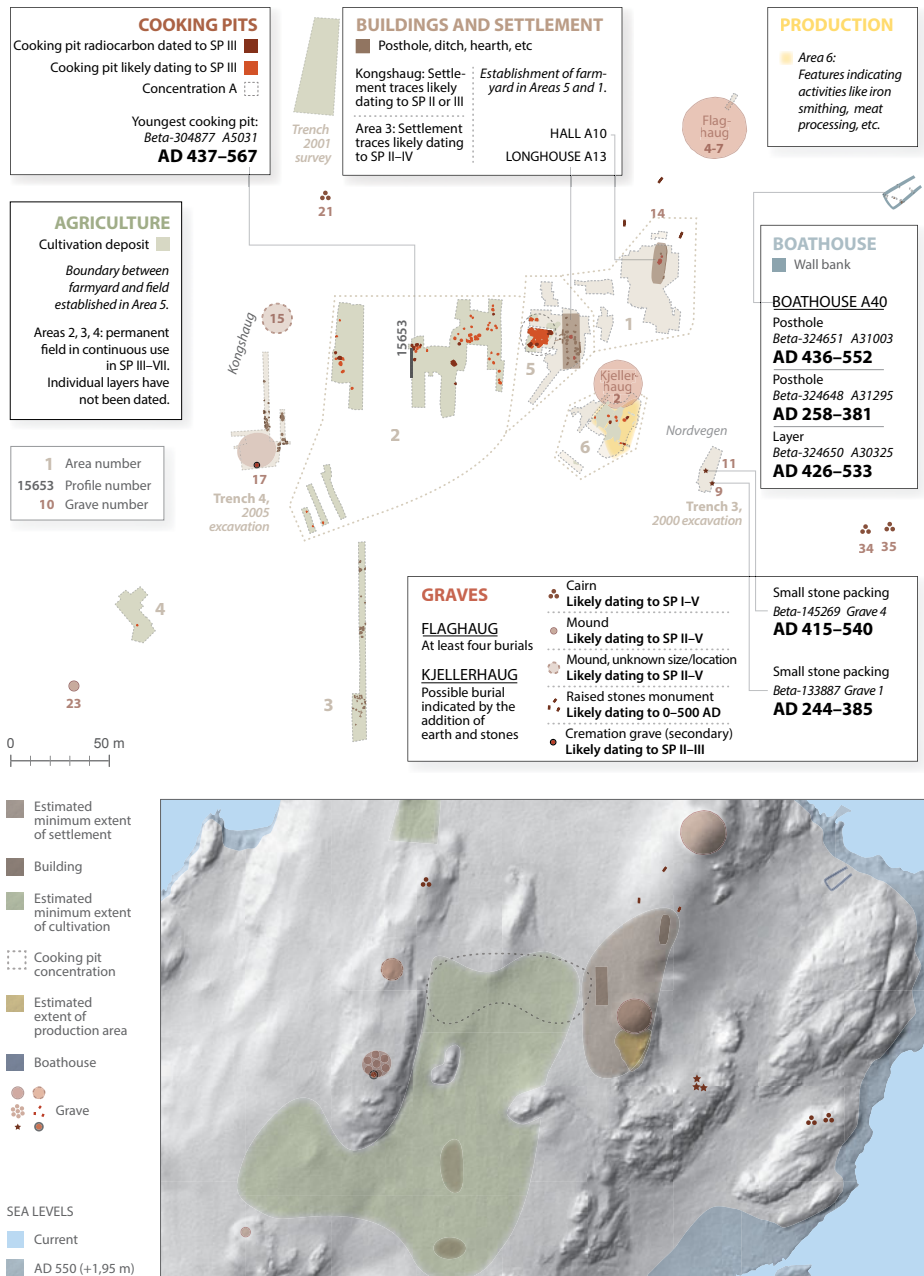 COOKING PITS
Cooking pit radiocarbon dated to SP III
Cooking pit likely dating to SP III
Concentration A
Youngest cooking pit:
Beta-304877 A5031
AD 437–567
BUILDINGS AND SETTLEMENT
Posthole, ditch, hearth, etc
Kongshaug: Settle-
ment traces likely
dating to SP II or III
Area 3: Settlement
traces likely dating
to SP II–IV
Establishment of farm-
yard in Areas 5 and 1.
HALL A10
LONGHOUSE A13
PRODUCTION
Area 6:
Features indicating
activities like iron
smithing, meat
processing, etc.
Trench
2001
survey
Flag-
haug
4-7
21
14
AGRICULTURE
Cultivation deposit
Boundary between
farmyard and field
established in Area 5.
Areas 2, 3, 4: permanent
field in continuous use
in SP III–VII.
Individual layers have
not been dated.
BOATHOUSE
Wall bank
BOATHOUSE A40
Posthole
Beta-324651 A31003
AD 436–552
Posthole
Beta-324648 A31295
AD 258–381
Layer
Beta-324650 A30325
AD 426–533
Kongshaug
15
15653
1
5
Kjeller-
haug
2
2
6
Nordvegen
11
9
Trench 3,
2000 excavation
17
Trench 4,
2005
excavation
1 Area number
15653 Profile number
10 Grave number
34 35
4
23
3
0 50 m
GRAVES
FLAGHAUG
At least four burials
KJELLERHAUG
Possible burial
indicated by the
addition of
earth and stones
Cairn
Likely dating to SP I–V
Mound
Likely dating to SP II–V
Mound, unknown size/location
Likely dating to SP II–V
Raised stones monument
Likely dating to 0–500 AD
Cremation grave (secondary)
Likely dating to SP II–III
Small stone packing
Beta-145269 Grave 4
AD 415–540
Small stone packing
Beta-133887 Grave 1
AD 244–385
Estimated
minimum extent
of settlement
Building
Estimated
minimum extent
of cultivation
Cooking pit
concentration
Estimated
extent of
production area
Boathouse
Grave
SEA LEVELS
Current
AD 550 (+1,95 m)